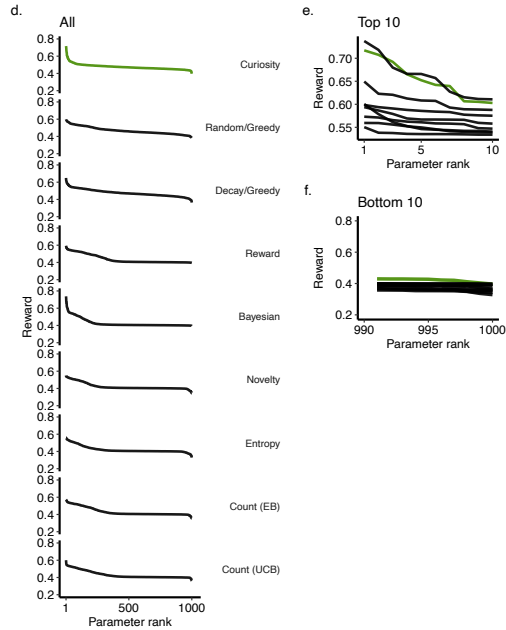 d.
All
0.8
0.6
0.4
Curiosity
0.2
0.8
0.6
0.4
Random/Greedy
0.2
0.8
0.6
0.4
Decay/Greedy
0.2
0.8
0.6
0.4
Reward
0.2
Reward
0.8
0.6
0.4
Bayesian
0.2
0.8
0.6
0.4
Novelty
0.2
0.8
0.6
0.4
Entropy
0.2
0.8
0.6
0.4
Count (EB)
0.2
0.8
0.6
0.4
Count (UCB)
0.2
1 500 1000
Parameter rank
e.
Top 10
Reward
0.70
0.65
0.60
0.55
1 5 10
Parameter rank
f.
Bottom 10
Reward
0.8
0.6
0.4
0.2
990 995 1000
Parameter rank